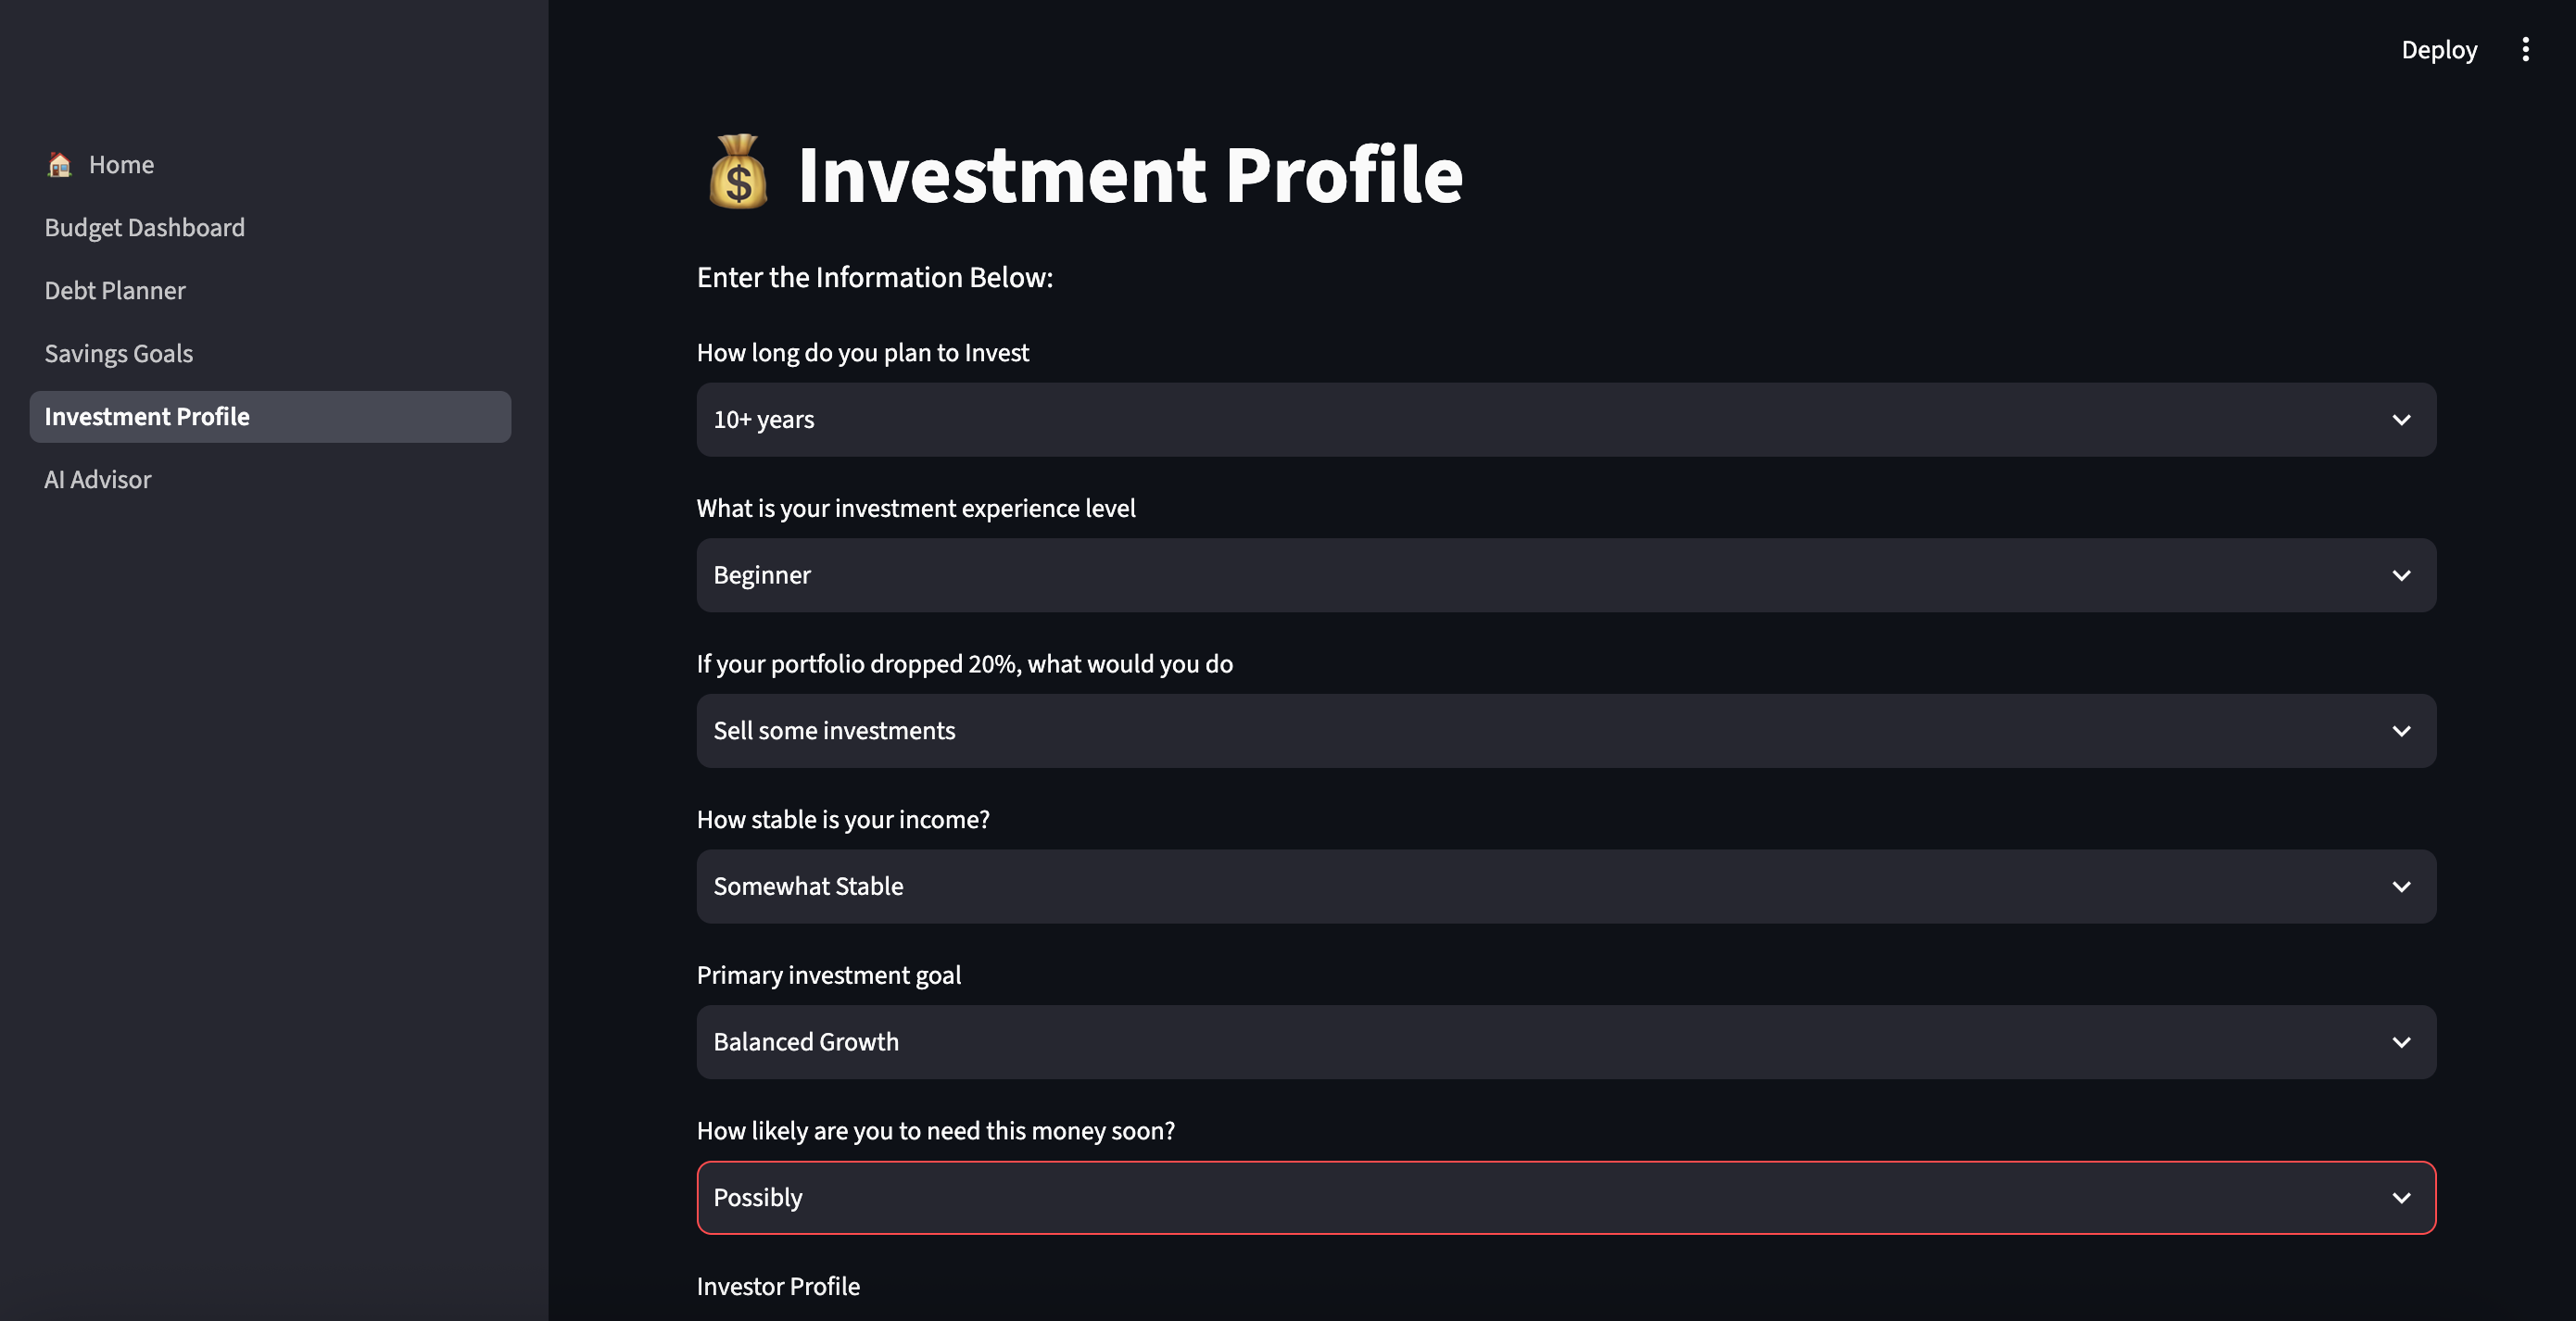 Deploy
Home
Budget Dashboard
Debt Planner
Savings Goals
Investment Profile
AI Advisor
Investment Profile
Enter the Information Below:
How long do you plan to Invest
10+ years
What is your investment experience level
Beginner
If your portfolio dropped 20%, what would you do
Sell some investments
How stable is your income?
Somewhat Stable
Primary investment goal
Balanced Growth
How likely are you to need this money soon?
Possibly
Investor Profile